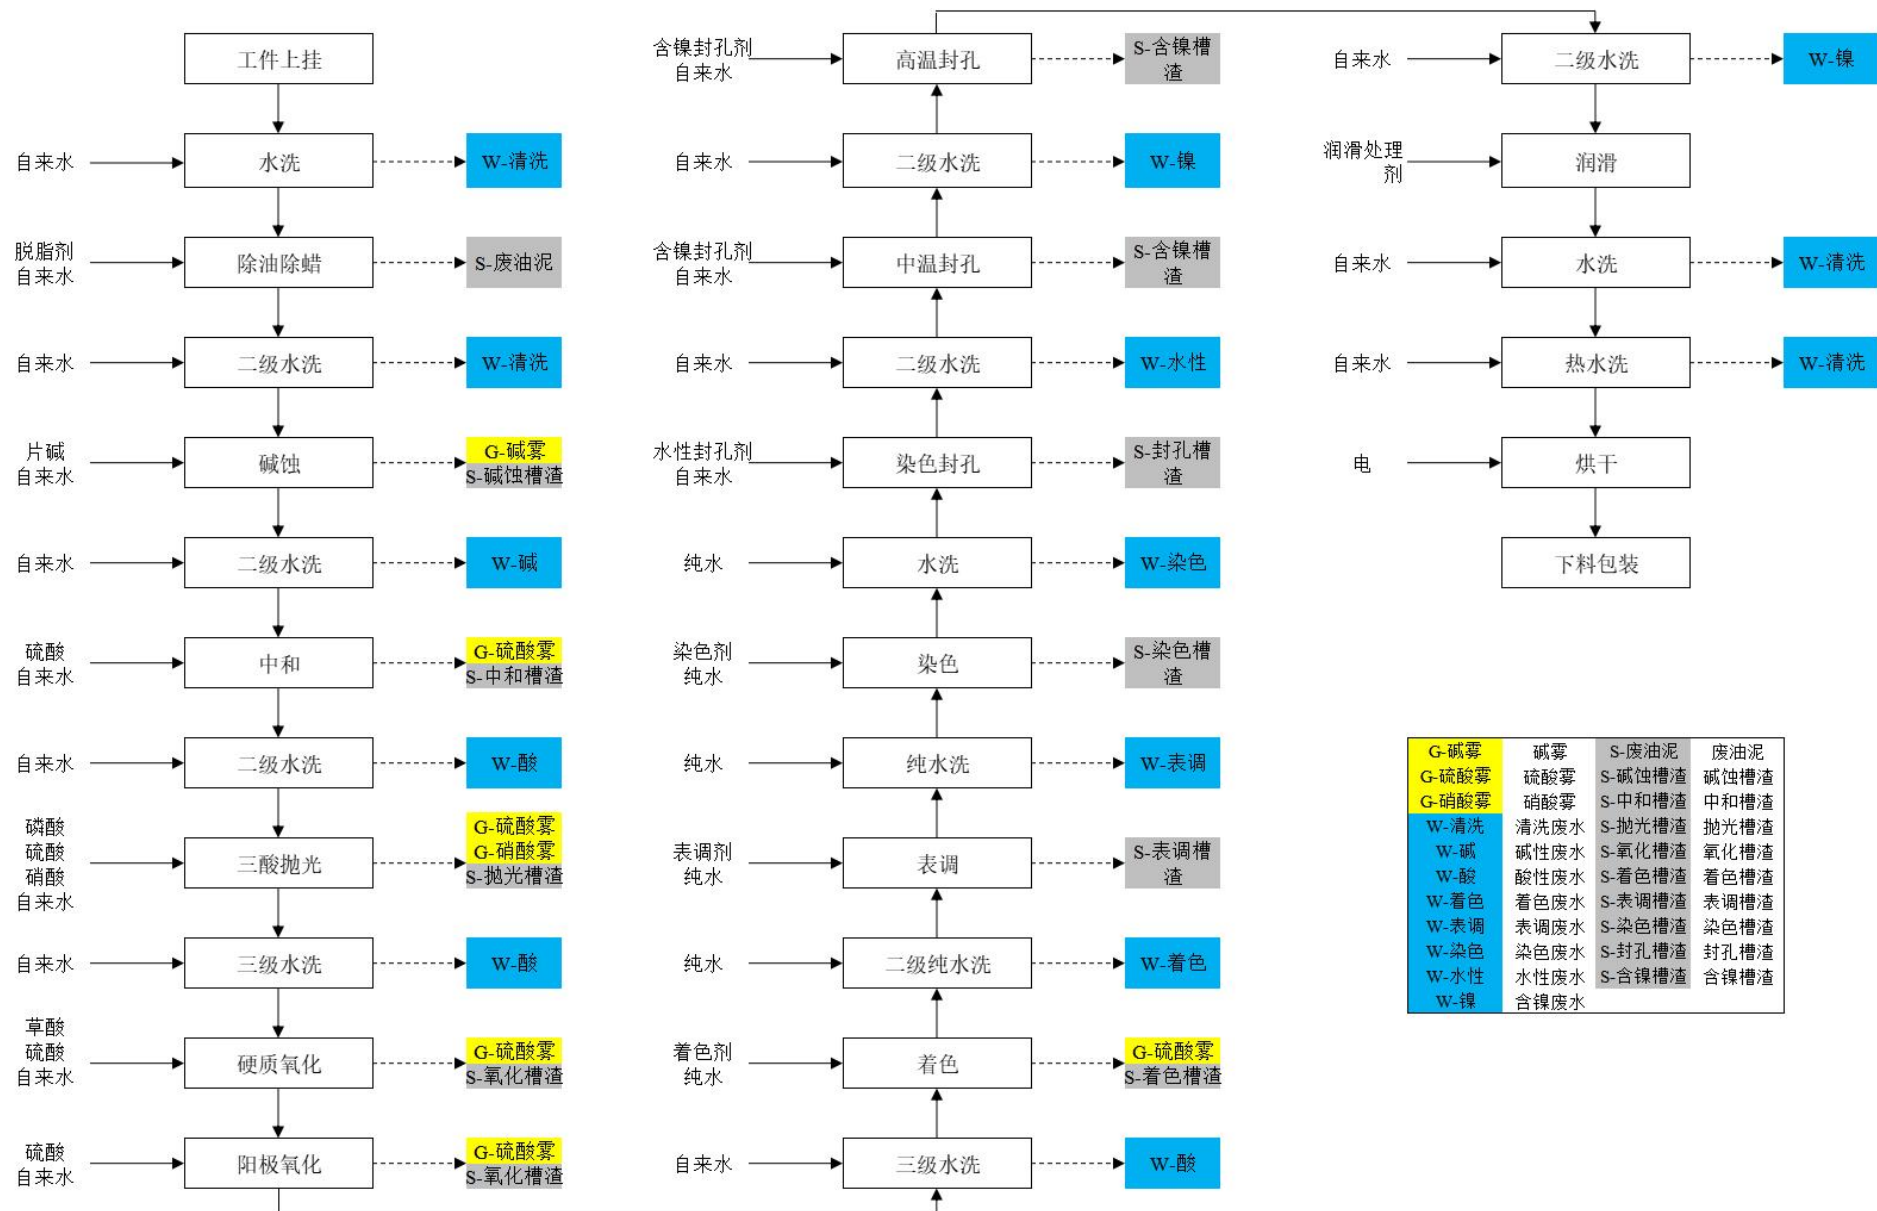 工件上挂
自来水
水洗
W-清洗
脱脂剂
自来水
除油除蜡
S-废油泥
自来水
二级水洗
W-清洗
片碱
自来水
碱蚀
G-碱雾
S-碱蚀槽渣
自来水
二级水洗
W-碱
硫酸
自来水
中和
G-硫酸雾
S-中和槽渣
自来水
二级水洗
W-酸
磷酸
硫酸
硝酸
自来水
三酸抛光
G-硫酸雾
G-硝酸雾
S-抛光槽渣
自来水
三级水洗
W-酸
草酸
硫酸
自来水
硬质氧化
G-硫酸雾
S-氧化槽渣
硫酸
自来水
阳极氧化
G-硫酸雾
S-氧化槽渣
含镍封孔剂
自来水
高温封孔
S-含镍槽
渣
自来水
二级水洗
W-镍
含镍封孔剂
自来水
中温封孔
S-含镍槽
渣
自来水
二级水洗
W-水性
水性封孔剂
自来水
染色封孔
S-封孔槽
渣
纯水
水洗
W-染色
染色剂
纯水
染色
S-染色槽
渣
纯水
纯水洗
W-表调
表调剂
纯水
表调
S-表调槽
渣
纯水
二级纯水洗
W-着色
着色剂
纯水
着色
G-硫酸雾
S-着色槽渣
自来水
三级水洗
W-酸
自来水
二级水洗
W-镍
润滑处理
剂
润滑
自来水
水洗
W-清洗
自来水
热水洗
W-清洗
电
烘干
下料包装
G-碱雾 碱雾 S-废油泥 废油泥
G-硫酸雾 硫酸雾 S-碱蚀槽渣 碱蚀槽渣
G-硝酸雾 硝酸雾 S-中和槽渣 中和槽渣
W-清洗 清洗废水 S-抛光槽渣 抛光槽渣
W-碱 碱性废水 S-氧化槽渣 氧化槽渣
W-酸 酸性废水 S-着色槽渣 着色槽渣
W-着色 着色废水 S-表调槽渣 表调槽渣
W-表调 表调废水 S-染色槽渣 染色槽渣
W-染色 染色废水 S-封孔槽渣 封孔槽渣
W-水性 水性废水 S-含镍槽渣 含镍槽渣
W-镍 含镍废水